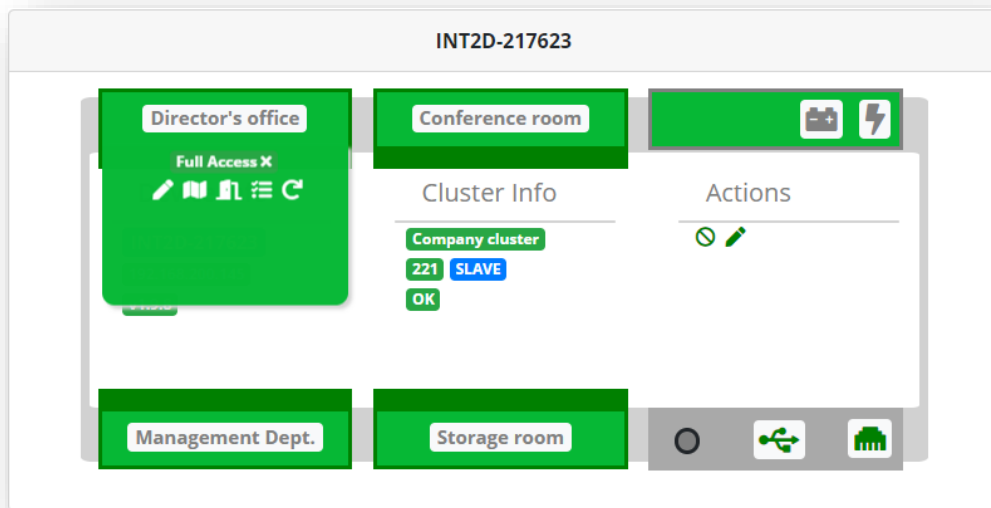 INT2D-217623
Director's office
Conference room
Full Access
Cluster Info
Actions
Company cluster
221 SLAVE
OK
Management Dept.
Storage room